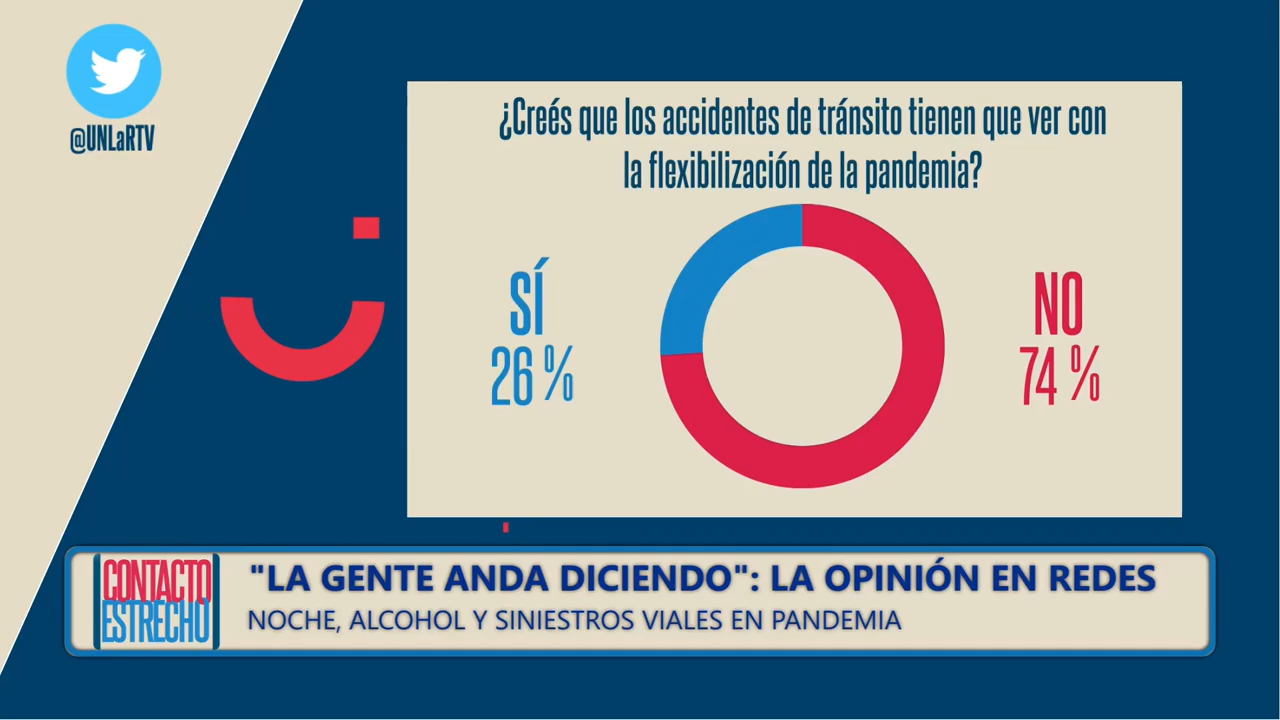 @UNLaRTV
¿Creés que los accidentes de tránsito tienen que ver con
la flexibilización de la pandemia?
SÍ
26 %
NO
74 %
CONTACTO
ESTRECHO
"LA GENTE ANDA DICIENDO": LA OPINIÓN EN REDES
NOCHE, ALCOHOL Y SINIESTROS VIALES EN PANDEMIA